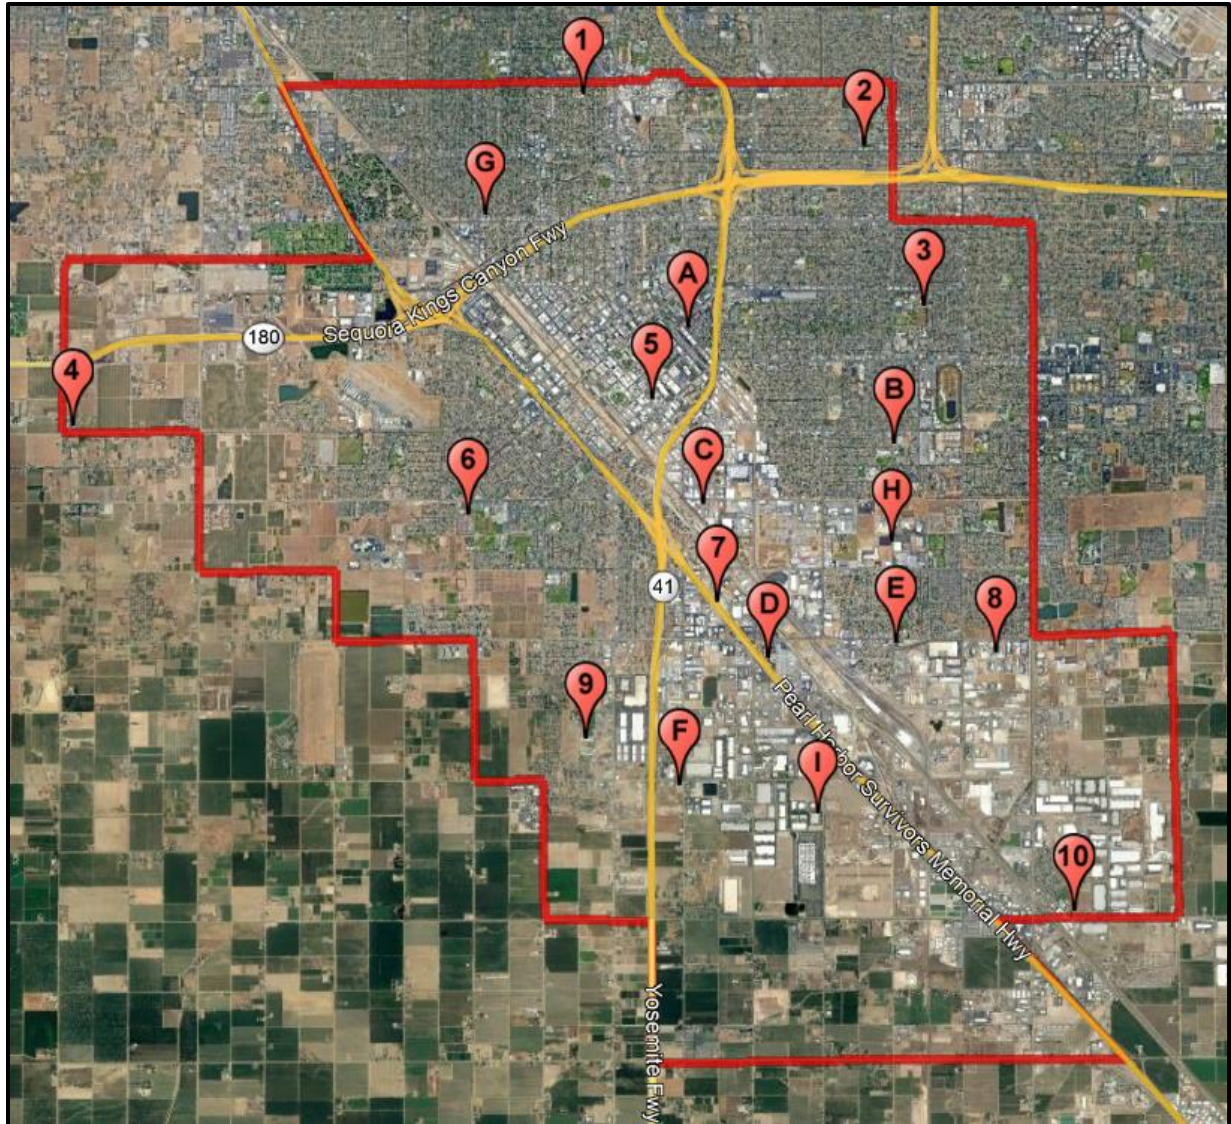 1
2
G
3
A
Sequoia-Kings Canyon Fwy
180
5
4
B
C
6
H
7
41
E
8
D
9
F
Pearl Harbor Survivors Memorial Hwy
I
10
Yosemite Fwy